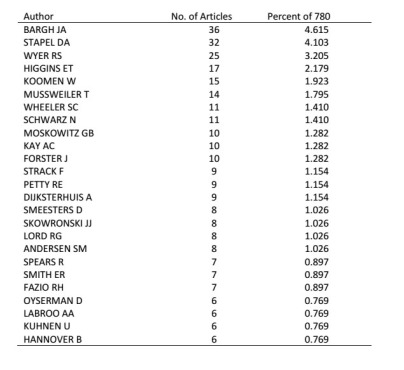 Author No. of Articles Percent of 780
BARGH JA 36 4.615
STAPEL DA 32 4.103
WYER RS 25 3.205
HIGGINS ET 17 2.179
KOOMEN W 15 1.923
MUSSWEILER T 14 1.795
WHEELER SC 11 1.410
SCHWARZ N 11 1.410
MOSKOWITZ GB 10 1.282
KAY AC 10 1.282
FORSTER J 10 1.282
STRACK F 9 1.154
PETTY RE 9 1.154
DIJKSTERHUIS A 9 1.154
SMEESTERS D 8 1.026
SKOWRONSKI JJ 8 1.026
LORD RG 8 1.026
ANDERSEN SM 8 1.026
SPEARS R 7 0.897
SMITH ER 7 0.897
FAZIO RH 7 0.897
OYSERMAN D 6 0.769
LABROO AA 6 0.769
KUHNEN U 6 0.769
HANNOVER B 6 0.769